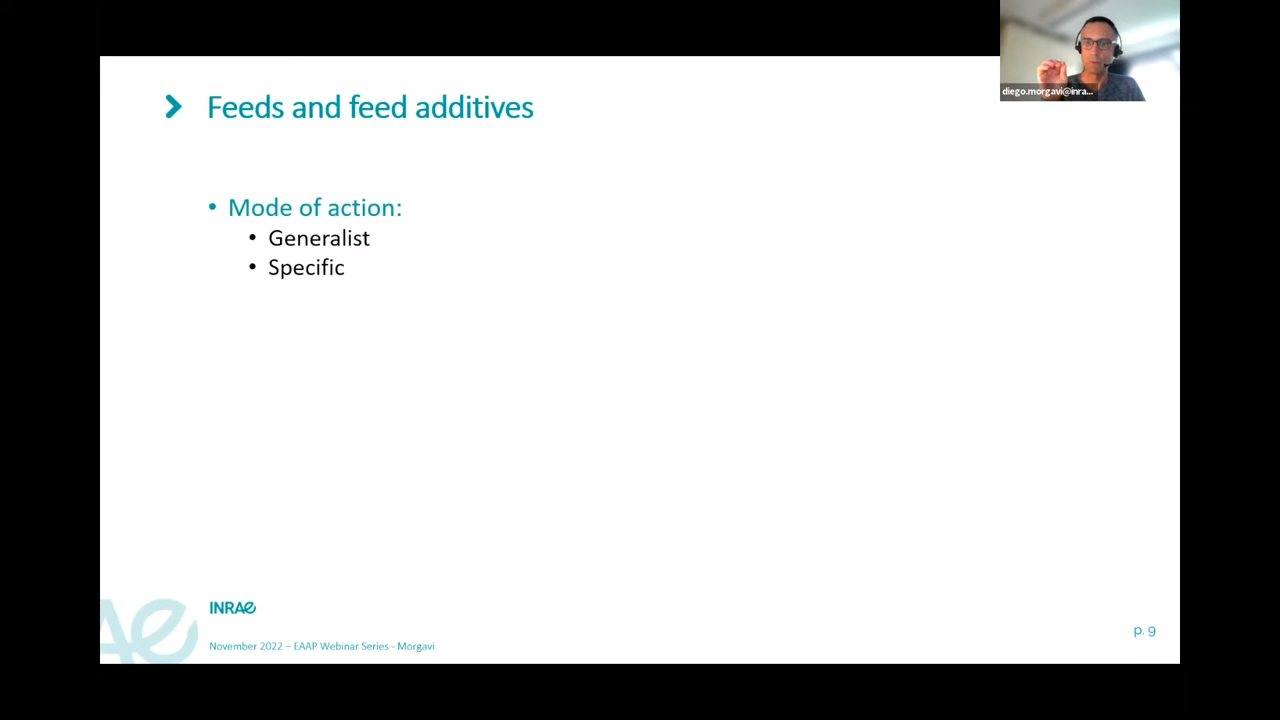 diego.morgavi@inra...
Feeds and feed additives
• Mode of action:
• Generalist
• Specific
INRAE
November 2022 – EAAP Webinar Series - Morgavi
p. 9